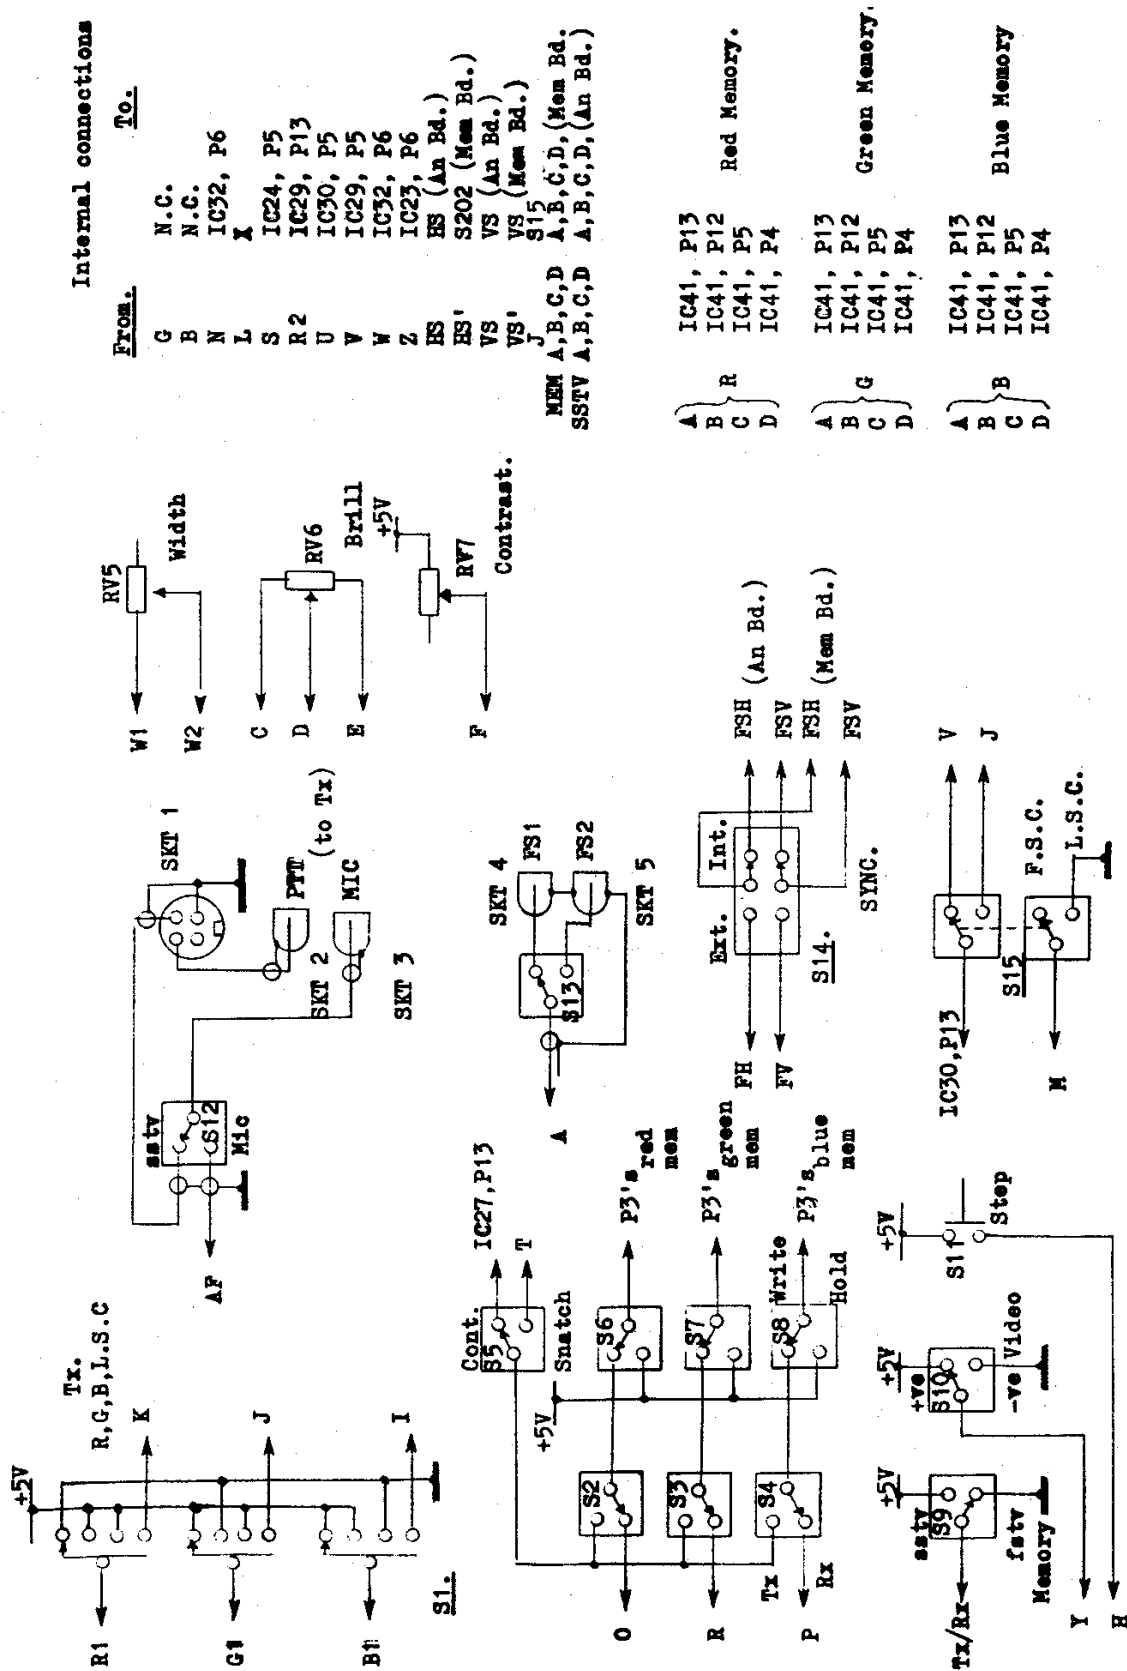 Internal connections
From. To.
G N.C.
B N.C.
N IC32, P6
L X
S IC24, P5
R2 IC29, P13
U IC30, P5
V IC29, P5
W IC32, P6
Z IC23, P6
HS HS (An Bd.)
HS' S202 (Mem Bd.)
VS VS (An Bd.)
VS' VS (Mem Bd.)
J S15
MEM A,B,C,D A,B,C,D,(Mem Bd.
SSTV A,B,C,D A,B,C,D,(An Bd.)
A IC41, P13
B IC41, P12
C IC41, P5
D IC41, P4
R
Red Memory.
A IC41, P13
B IC41, P12
C IC41, P5
D IC41, P4
G
Green Memory.
A IC41, P13
B IC41, P12
C IC41, P5
D IC41, P4
B
Blue Memory
RV5
Width
W1
W2
RV6
Brill
C
D
E
+5V
RV7
Contrast.
F
SKT 1
PTT
(to Tx)
MIC
SKT 2
SKT 3
sstv
S12
Mic
AF
SKT 4
FS1
FS2
SKT 5
S13
A
Ext. Int.
FSH
(An Bd.)
FSV
FSH
(Mem Bd.)
FSV
FH
FV
S14.
SYNC.
V
J
F.S.C.
L.S.C.
IC30,P13
S15
M
+5V
Tx.
R,G,B,L.S.C
K
J
I
R1
G1
B1
S1.
Cont.
S5
Snatch
IC27,P13
T
+5V
S2
S6
P3's red
mem
S3
S7
P3's green
mem
S4
S8
Write
Hold
P3's blue
mem
Tx
Rx
O
R
P
+5V
sstv
S9
fstv
Memory
Tx/Rx
+5V
+ve
S10
-ve Video
Y
+5V
S11
Step
H